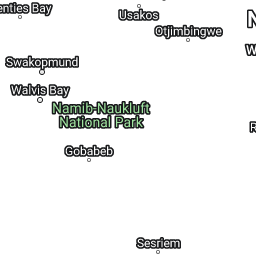 Usakos
Otjimbingwe
Swakopmund
Walvis Bay
Namib-Naukluft
National Park
Gobabeb
Sesriem